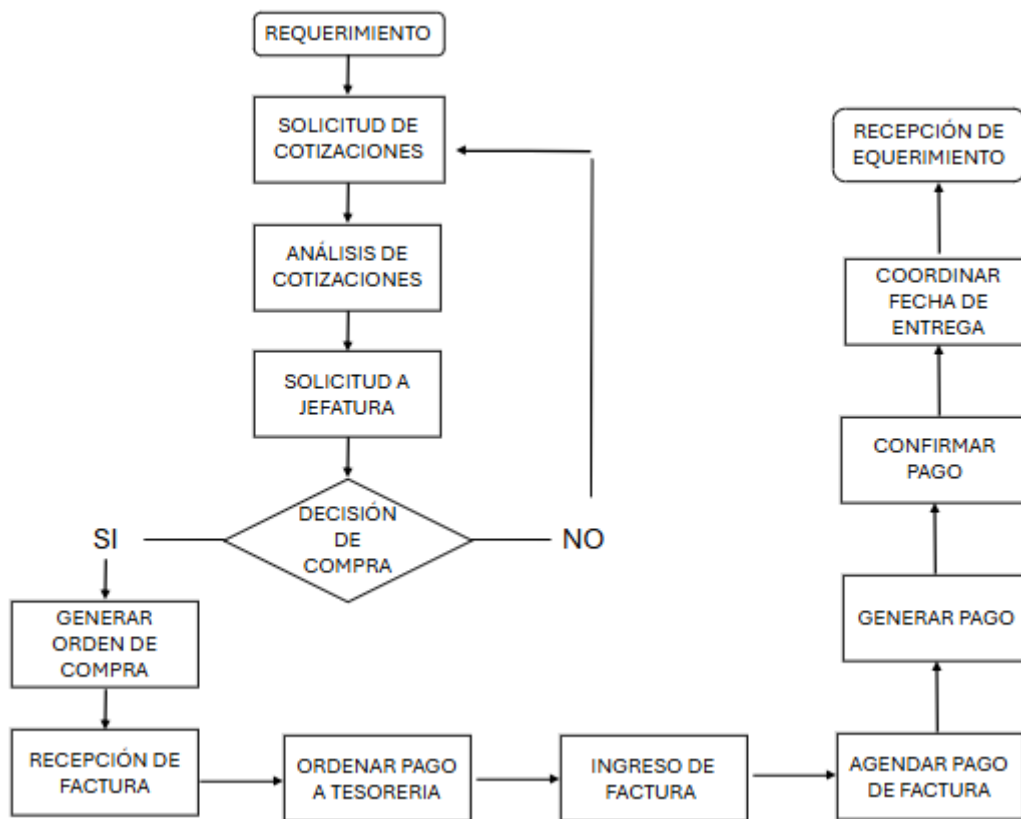 REQUERIMIENTO
SOLICITUD DE
COTIZACIONES
ANÁLISIS DE
COTIZACIONES
SOLICITUD A
JEFATURA
DECISIÓN
DE
COMPRA
SI
NO
GENERAR
ORDEN DE
COMPRA
RECEPCIÓN DE
FACTURA
ORDENAR PAGO
A TESORERIA
INGRESO DE
FACTURA
AGENDAR PAGO
DE FACTURA
GENERAR PAGO
CONFIRMAR
PAGO
COORDINAR
FECHA DE
ENTREGA
RECEPCIÓN DE
EQUERIMIENTO